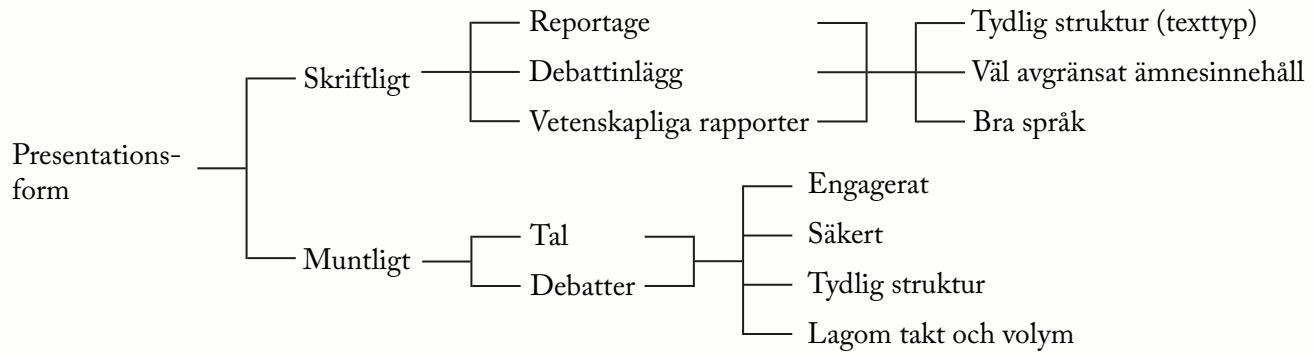 Presentations-
form
Skriftligt
Muntligt
Reportage
Debattinlägg
Vetenskapliga rapporter
Tydlig struktur (texttyp)
Väl avgränsat ämnesinnehåll
Bra språk
Tal
Debatter
Engagerat
Säkert
Tydlig struktur
Lagom takt och volym